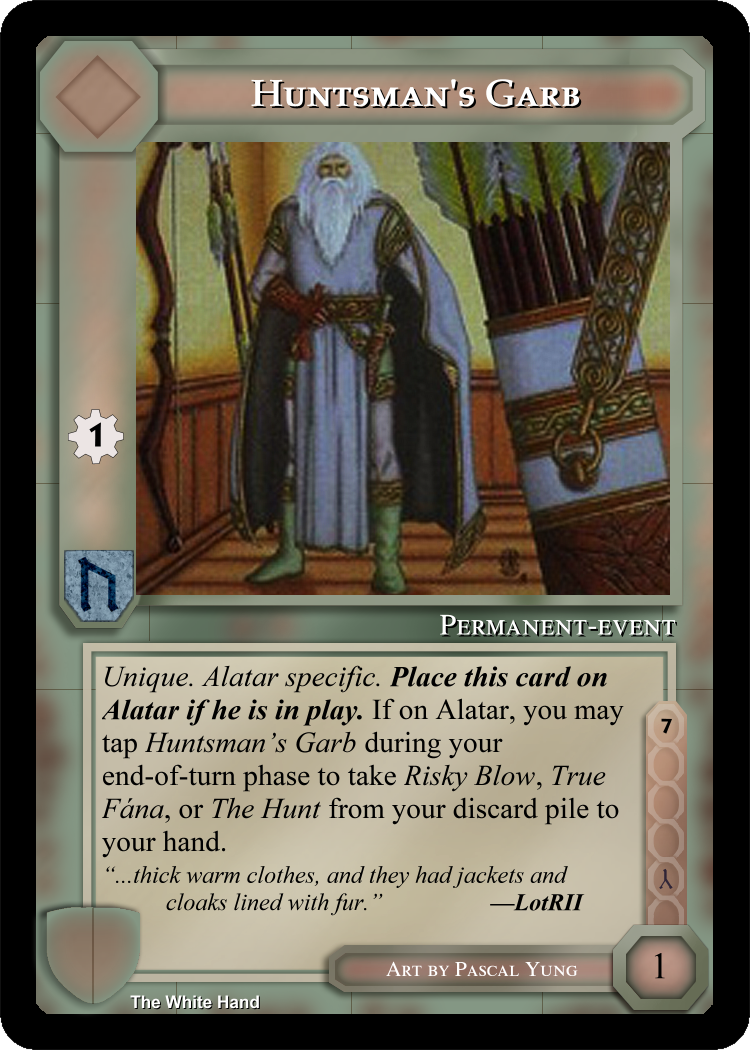 Huntsman's Garb
1
Permanent-event
Unique. Alatar specific. Place this card on
Alatar if he is in play. If on Alatar, you may
tap Huntsman’s Garb during your
end-of-turn phase to take Risky Blow, True
Fána, or The Hunt from your discard pile to
your hand.
“...thick warm clothes, and they had jackets and
cloaks lined with fur.” —LotRII
7
Art by Pascal Yung
1
The White Hand